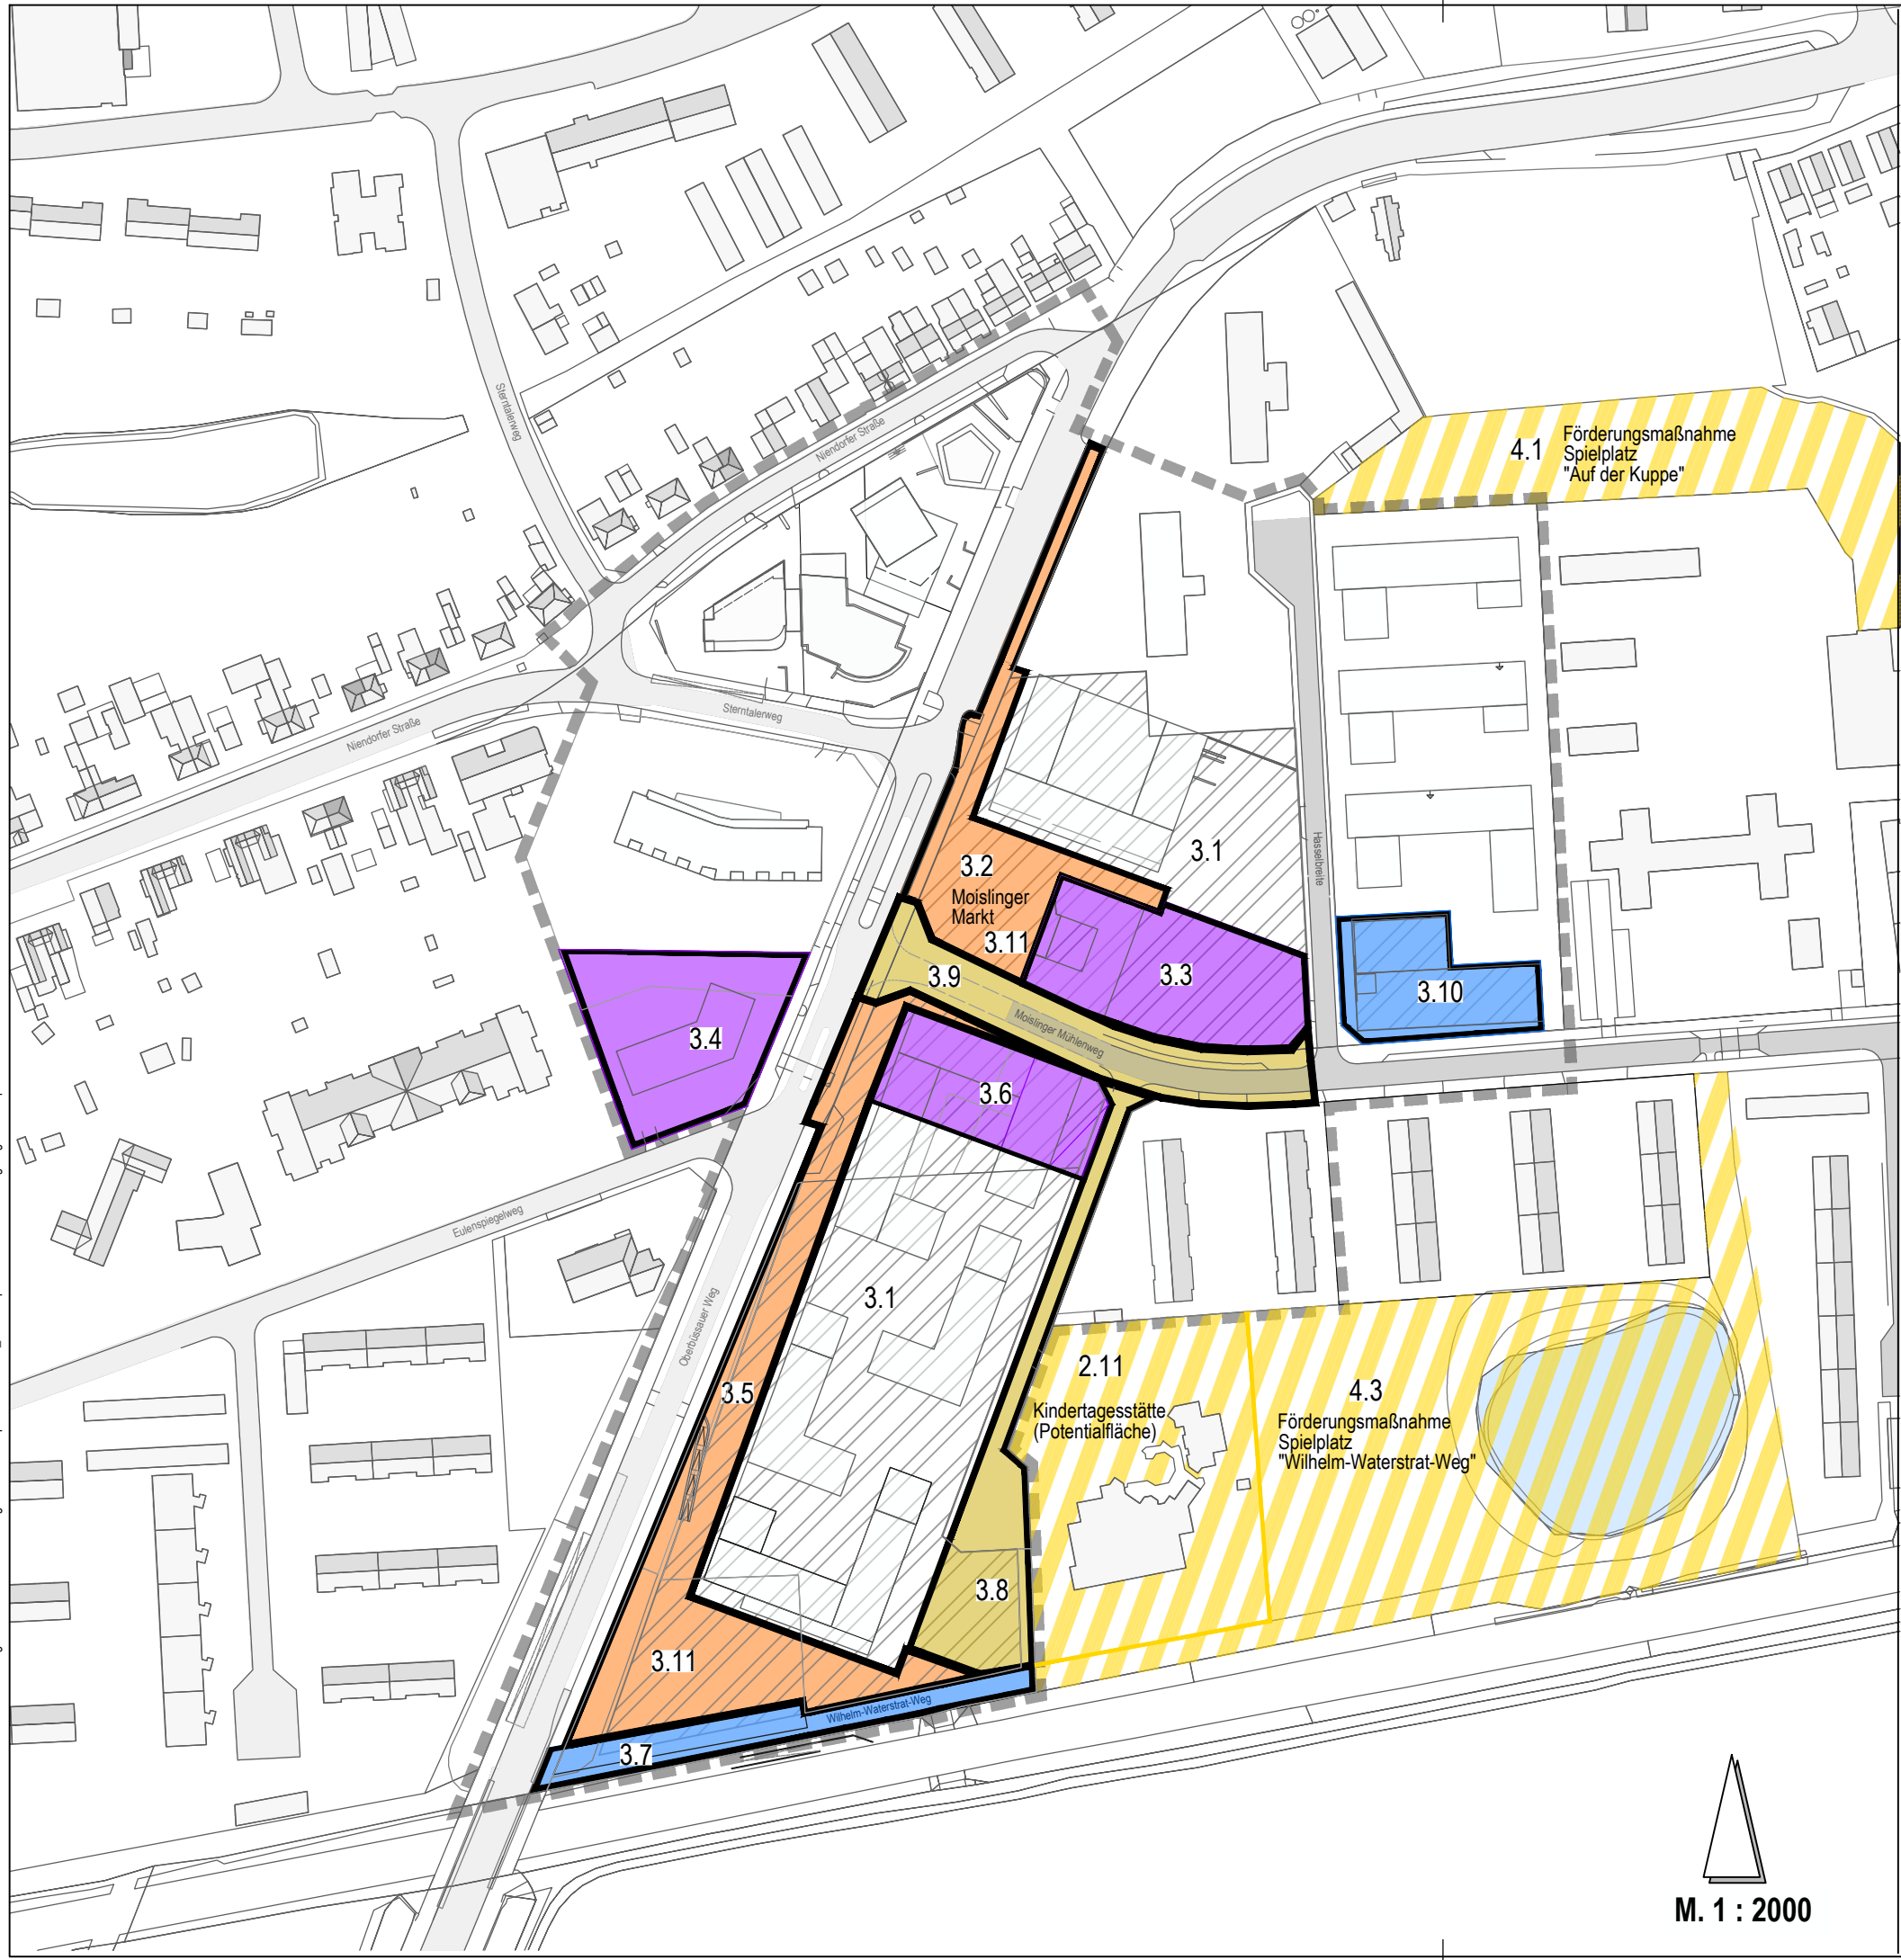 Sterntalerweg
Niendorfer Straße
4.1
Förderungsmaßnahme
Spielplatz
"Auf der Kuppe"
Niendorfer Straße
Sterntalerweg
3.1
Hasselbreite
3.2
Moislinger
Markt
3.11
3.3
3.9
3.10
Moislinger Mühlenweg
3.4
3.6
Eulenspiegelweg
3.1
Oberbüssauer Weg
3.5
2.11
Kindertagesstätte
(Potentialfläche)
4.3
Förderungsmaßnahme
Spielplatz
"Wilhelm-Waterstrat-Weg"
3.8
3.11
Wilhelm-Waterstrat-Weg
3.7
M. 1 : 2000